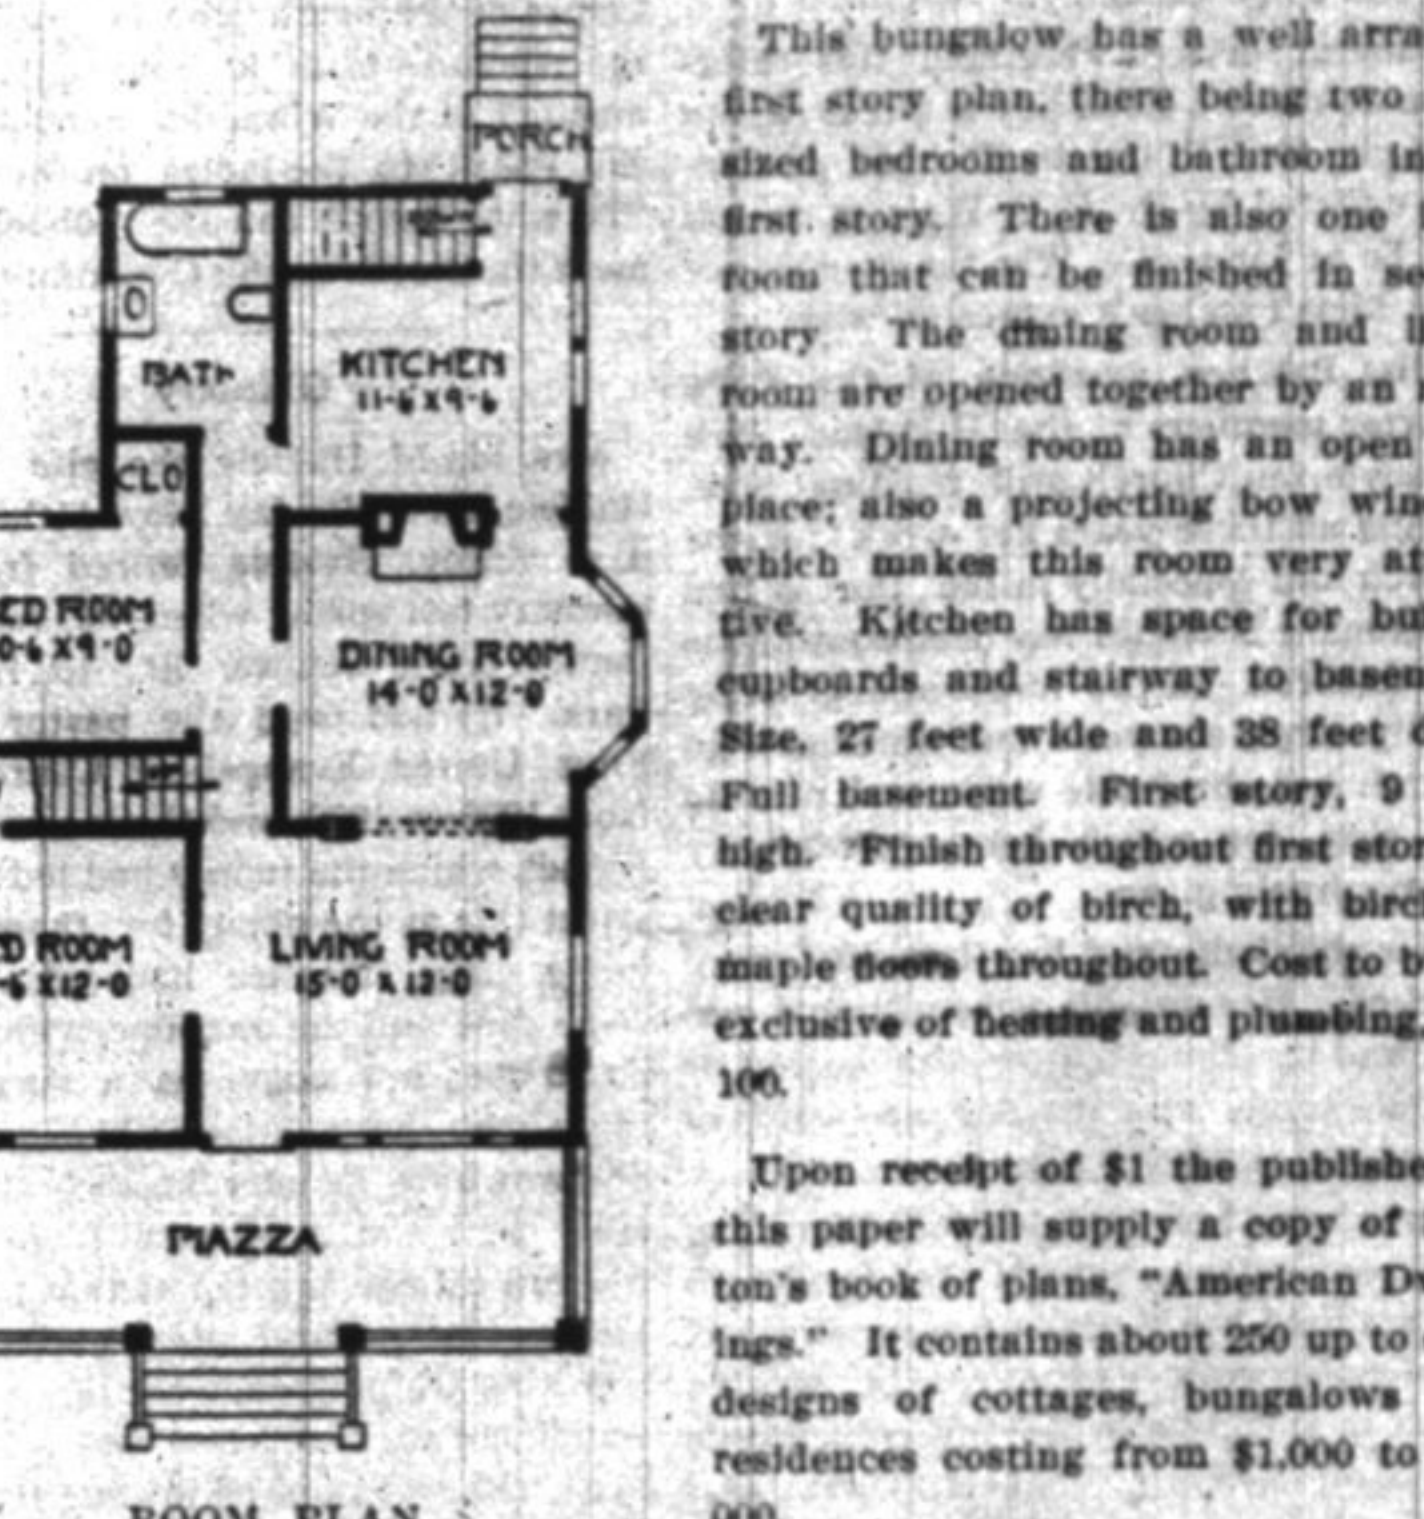 PORCH
BATH
KITCHEN
11-6 X 9-6
CLO
ED ROOM
0-6 X 9-0
DINING ROOM
14-0 X 12-0
D ROOM
-6 X 12-0
LIVING ROOM
15-0 X 12-0
PIAZZA
ROOM PLAN
This bungalow has a well arra
first story plan, there being two
sized bedrooms and bathroom in
first story. There is also one
room that can be finished in se
story. The dining room and li
room are opened together by an
way. Dining room has an open
place; also a projecting bow win
which makes this room very at
tive. Kitchen has space for bu
cupboards and stairway to basem
Size, 27 feet wide and 38 feet d
Full basement. First story, 9
high. Finish throughout first stor
clear quality of birch, with birc
maple floors throughout. Cost to b
exclusive of heating and plumbing,
100.
Upon receipt of $1 the publishe
this paper will supply a copy of
ton's book of plans, "American Dw
ings." It contains about 250 up to
designs of cottages, bungalows
residences costing from $1,000 to
000.